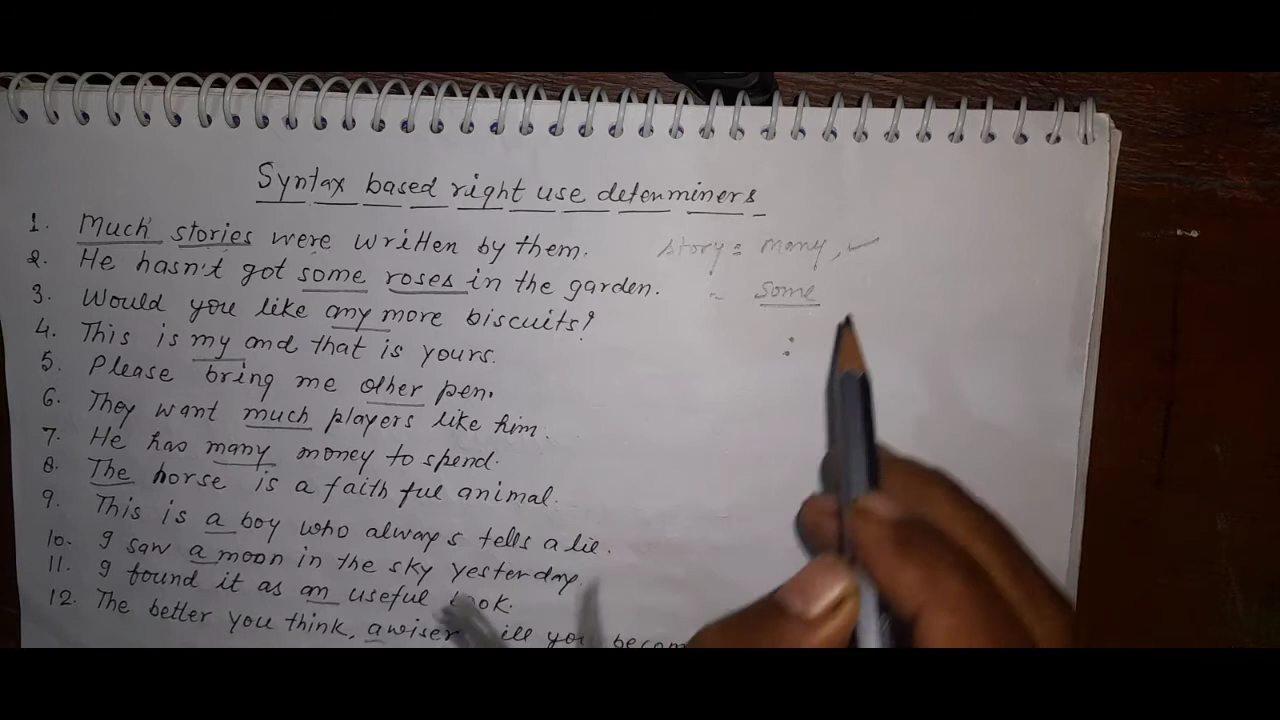 Syntax based right use detenminers
1. Much stories were written by them. story = many,
2. He hasn't got some roses in the garden. some
3. Would you like any more biscuits?
4. This is my and that is yours.
5. Please bring me other pen.
6. They want much players like him.
7. He has many money to spend.
8. The horse is a faithful animal.
9. This is a boy who always tells a lie.
10. I saw a moon in the sky yesterday.
11. I found it as an useful book.
12. The better you think, a wiser will you